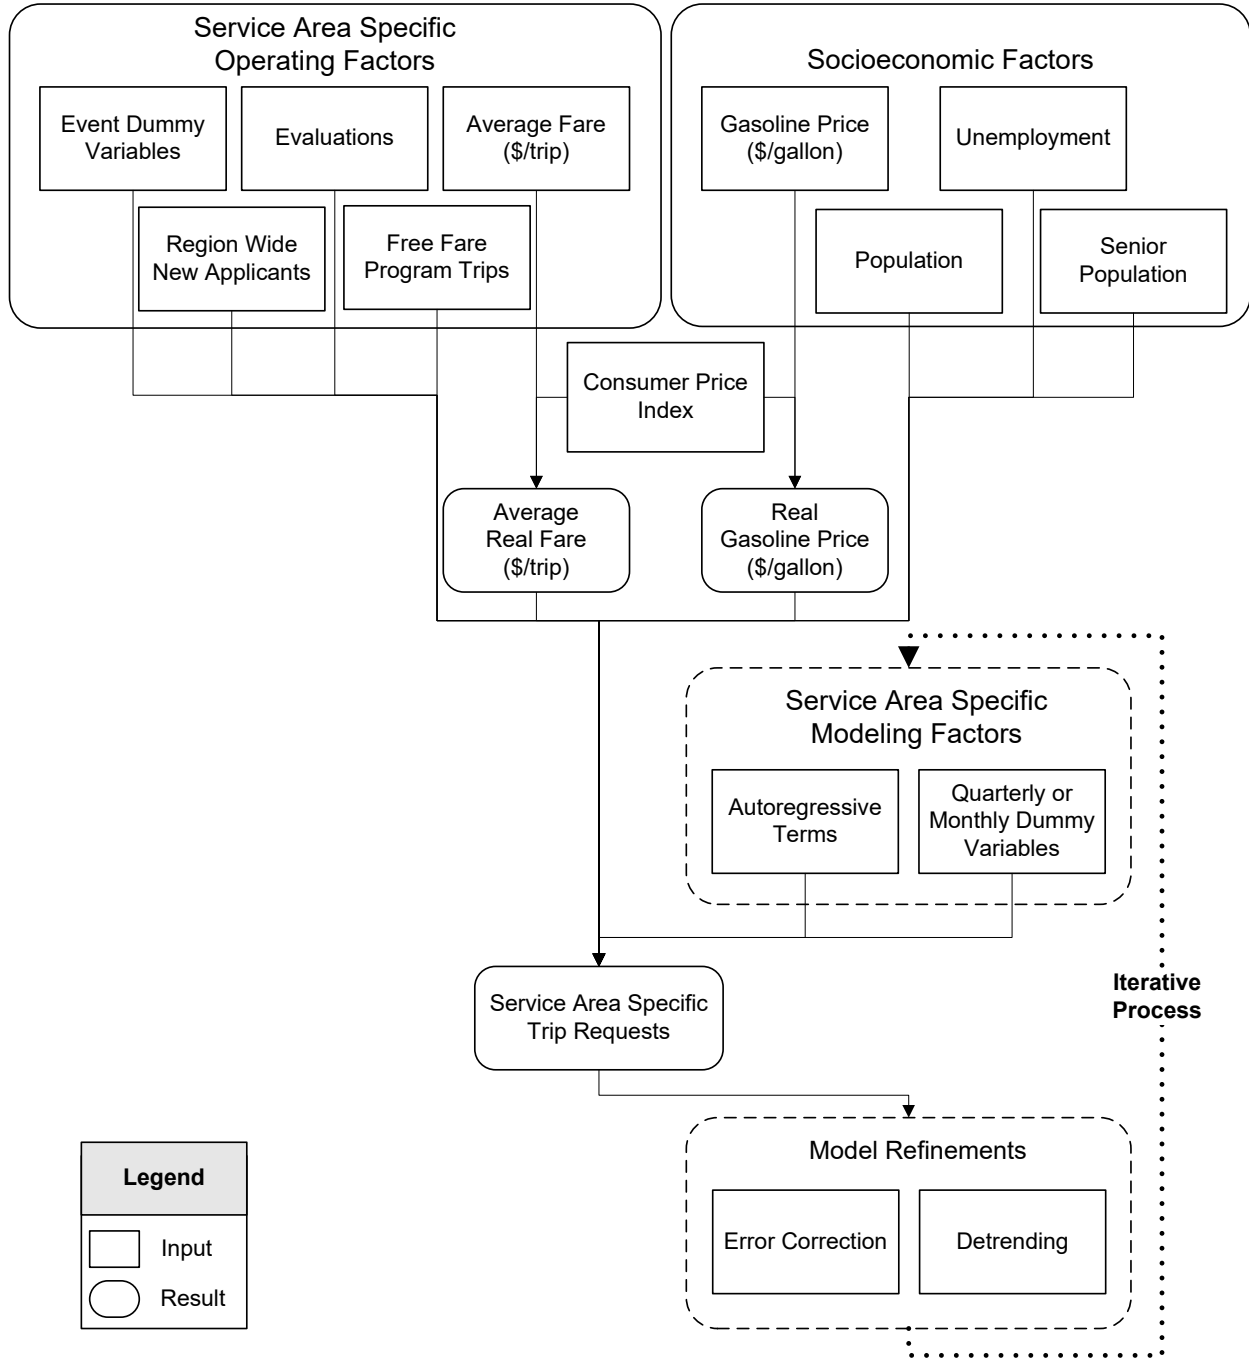 Service Area Specific
Operating Factors
Event Dummy
Variables
Evaluations
Average Fare
($/trip)
Region Wide
New Applicants
Free Fare
Program Trips
Socioeconomic Factors
Gasoline Price
($/gallon)
Unemployment
Population
Senior
Population
Consumer Price
Index
Average
Real Fare
($/trip)
Real
Gasoline Price
($/gallon)
Service Area Specific
Modeling Factors
Autoregressive
Terms
Quarterly or
Monthly Dummy
Variables
Iterative
Process
Service Area Specific
Trip Requests
Model Refinements
Error Correction
Detrending
Legend
Input
Result